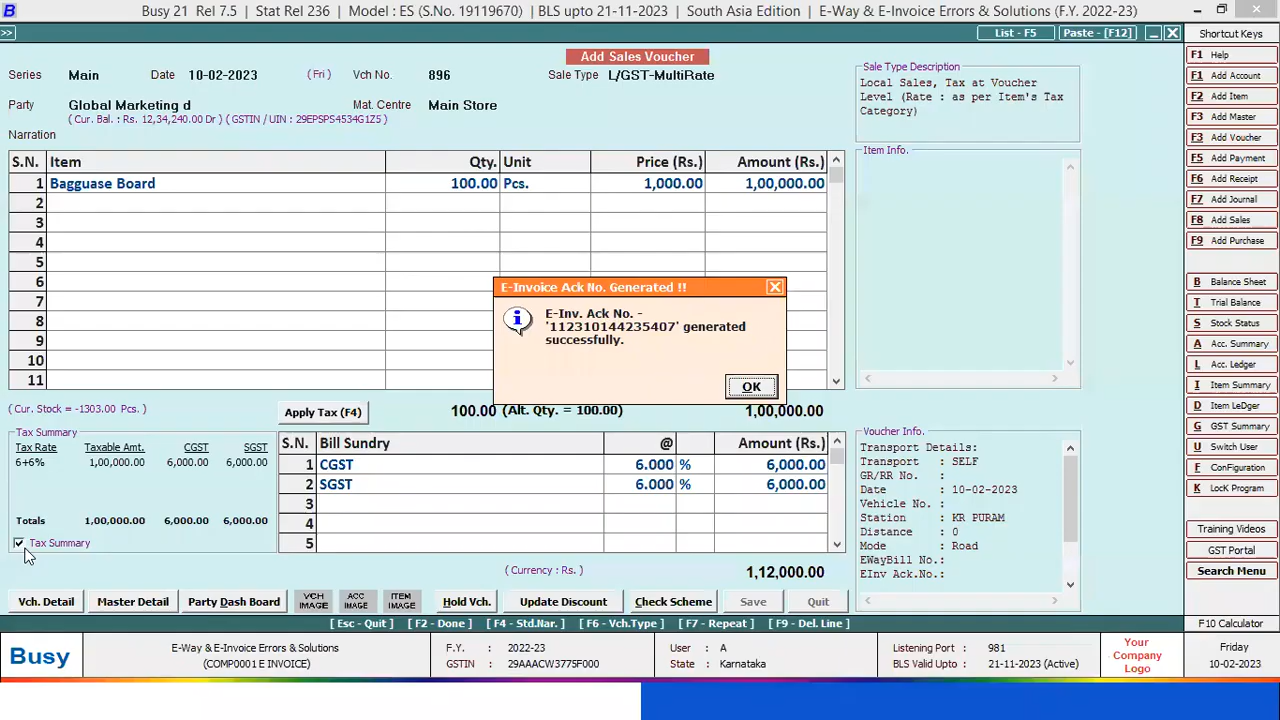 Busy 21 Rel 7.5 | Stat Rel 236 | Model : ES (S.No. 19119670) | BLS upto 21-11-2023 | South Asia Edition | E-Way & E-Invoice Errors & Solutions (F.Y. 2022-23)
>> List - F5 Paste - [F12]
Add Sales Voucher
Series Main Date 10-02-2023 (Fri) Vch No. 896 Sale Type L/GST-MultiRate
Party Global Marketing d Mat. Centre Main Store
( Cur. Bal. : Rs. 12,34,240.00 Dr ) ( GSTIN / UIN : 29EPSPS4534G1Z5 )
Narration
Sale Type Description
Local Sales, Tax at Voucher
Level (Rate : as per Item's Tax
Category)
S.N. Item Qty. Unit Price (Rs.) Amount (Rs.)
1 Bagguase Board 100.00 Pcs. 1,000.00 1,00,000.00
2
3
4
5
6
7
8
9
10
11
Item Info.
E-Invoice Ack No. Generated !!
E-Inv. Ack No. -
'112310144235407' generated
successfully.
OK
( Cur. Stock = -1303.00 Pcs. ) Apply Tax (F4) 100.00 (Alt. Qty. = 100.00) 1,00,000.00
Tax Summary
Tax Rate Taxable Amt. CGST SGST
6+6% 1,00,000.00 6,000.00 6,000.00
Totals 1,00,000.00 6,000.00 6,000.00
Tax Summary
S.N. Bill Sundry @ Amount (Rs.)
1 CGST 6.000 % 6,000.00
2 SGST 6.000 % 6,000.00
3
4
5
( Currency : Rs. ) 1,12,000.00
Voucher Info.
Transport Details:
Transport : SELF
GR/RR No. :
Date : 10-02-2023
Vehicle No. :
Station : KR PURAM
Distance : 0
Mode : Road
EWayBill No.:
EInv Ack.No.:
Vch. Detail Master Detail Party Dash Board VCH IMAGE ACC IMAGE ITEM IMAGE Hold Vch. Update Discount Check Scheme Save Quit
[ Esc - Quit ] [ F2 - Done ] [ F4 - Std.Nar. ] [ F6 - Vch.Type ] [ F7 - Repeat ] [ F9 - Del. Line ]
Shortcut Keys
F1 Help
F1 Add Account
F2 Add Item
F3 Add Master
F3 Add Voucher
F5 Add Payment
F6 Add Receipt
F7 Add Journal
F8 Add Sales
F9 Add Purchase
B Balance Sheet
T Trial Balance
S Stock Status
A Acc. Summary
L Acc. Ledger
I Item Summary
D Item LeDger
G GST Summary
U Switch User
F Configuration
K LocK Program
Training Videos
GST Portal
Search Menu
F10 Calculator
Busy
E-Way & E-Invoice Errors & Solutions
(COMP0001 E INVOICE)
F.Y. : 2022-23
GSTIN : 29AAACW3775F000
User : A
State : Karnataka
Listening Port : 981
BLS Valid Upto : 21-11-2023 (Active)
Your
Company
Logo
Friday
10-02-2023